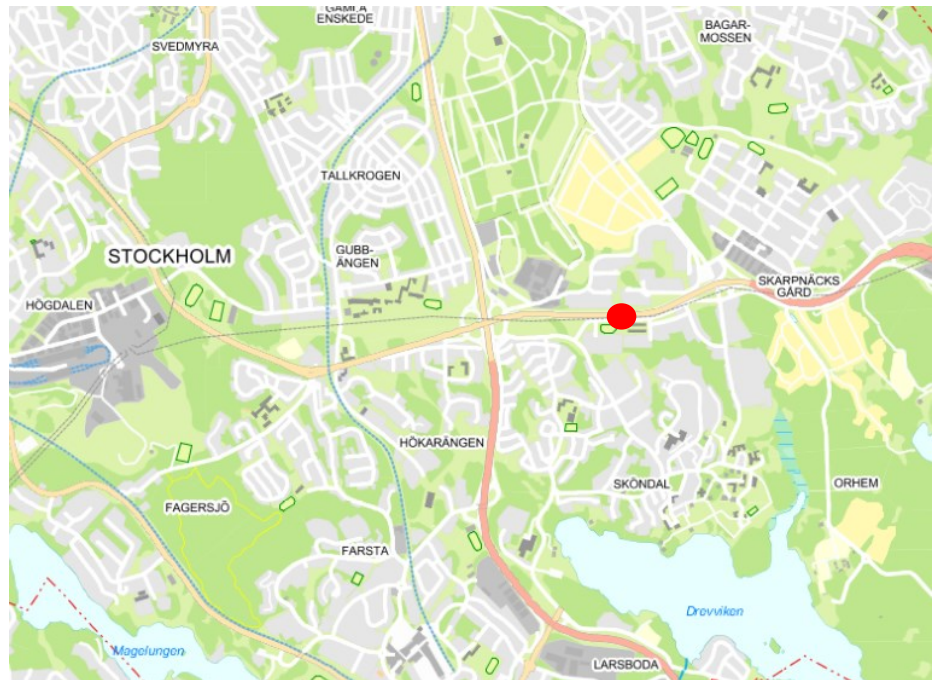 GAMLA
ENSKEDE
BAGAR-
MOSSEN
SVEDMYRA
TALLKROGEN
GUBB-
ÄNGEN
STOCKHOLM
HÖGDALEN
SKARPNÄCKS
GÅRD
HÖKARÄNGEN
SKÖNDAL
ORHEM
FAGERSJÖ
FARSTA
Drevviken
Magelungen
LARSBODA